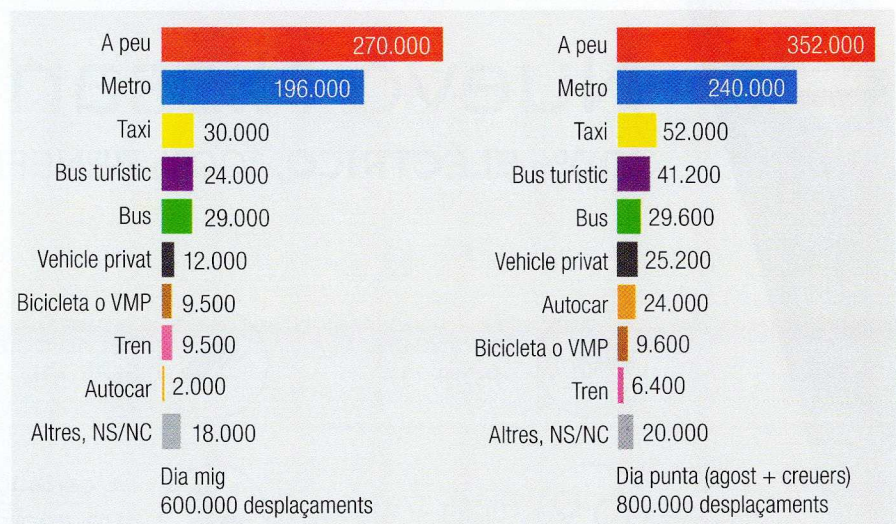 A peu 270.000
Metro 196.000
Taxi 30.000
Bus turístic 24.000
Bus 29.000
Vehicle privat 12.000
Bicicleta o VMP 9.500
Tren 9.500
Autocar 2.000
Altres, NS/NC 18.000
Dia mig
600.000 desplaçaments
A peu 352.000
Metro 240.000
Taxi 52.000
Bus turístic 41.200
Bus 29.600
Vehicle privat 25.200
Autocar 24.000
Bicicleta o VMP 9.600
Tren 6.400
Altres, NS/NC 20.000
Dia punta (agost + creuers)
800.000 desplaçaments